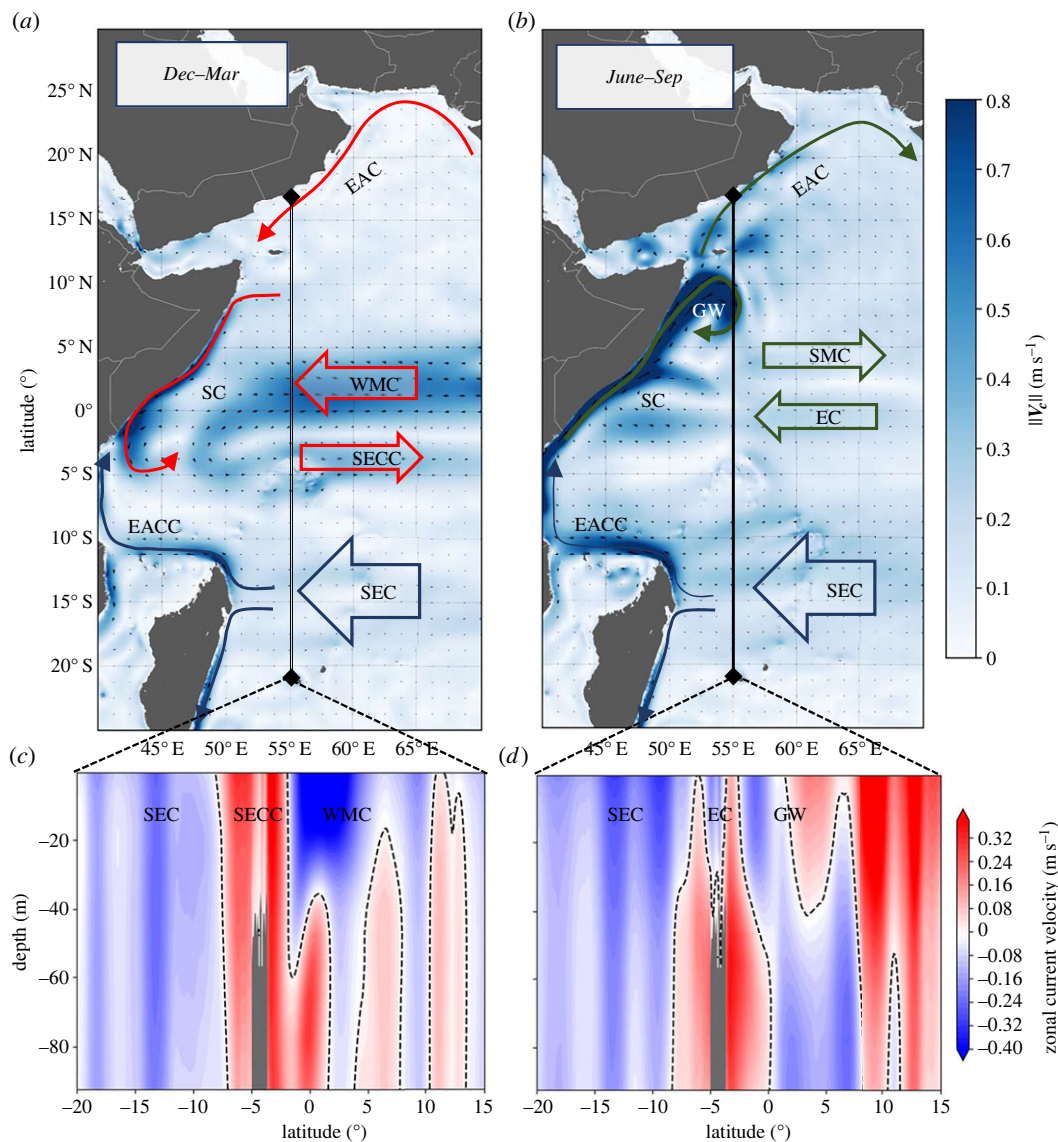 (a)
(b)
Dec–Mar
June–Sep
25° N
20° N
15° N
10° N
5° N
0°
5° S
10° S
15° S
20° S
latitude (°)
EAC
SC
WMC
SECC
EACC
SEC
EAC
GW
SMC
SC
EC
EACC
SEC
0.8
0.7
0.6
0.5
0.4
0.3
0.2
0.1
0
||Vc|| (m s−1)
45° E 50° E 55° E 60° E 65° E
45° E 50° E 55° E 60° E 65° E
(c)
(d)
SEC SECC WMC
SEC EC GW
−20
−40
−60
−80
depth (m)
−20 −15 −10 −5 0 5 10 15
−20 −15 −10 −5 0 5 10 15
latitude (°)
latitude (°)
0.32
0.24
0.16
0.08
0
−0.08
−0.16
−0.24
−0.32
−0.40
zonal current velocity (m s−1)